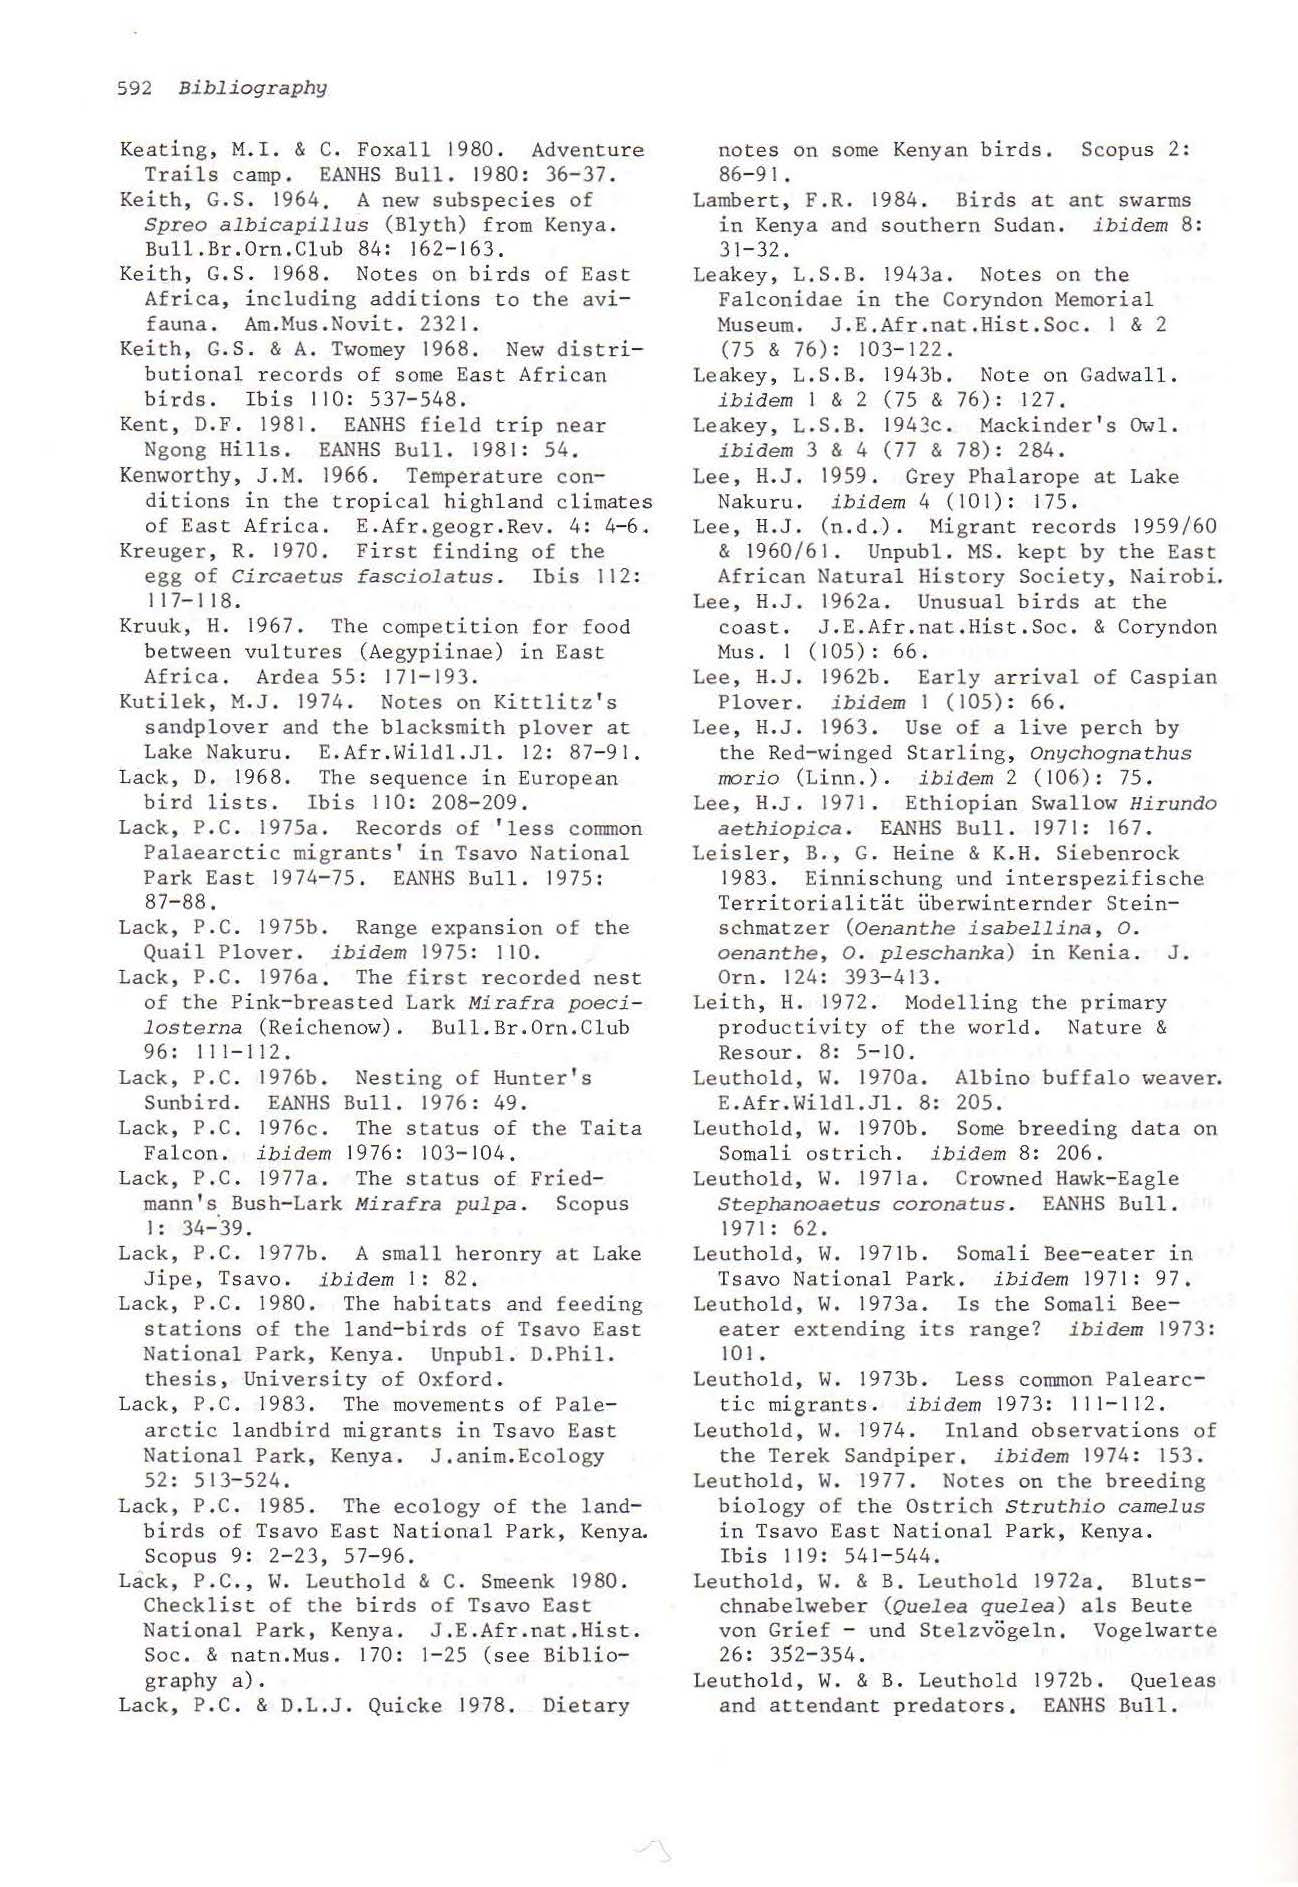 592 Bibliography
Keating, M.I. & C. Foxall 1980. Adventure
Trails camp. EANHS Bull. 1980: 36-37.
Keith, G.S. 1964. A new subspecies of
Spreo albicapillus (Blyth) from Kenya.
Bull.Br.Orn.Club 84: 162-163.
Keith, G.S. 1968. Notes on birds of East
Africa, including additions to the avi-
fauna. Am.Mus.Novit. 2321.
Keith, G.S. & A. Twomey 1968. New distri-
butional records of some East African
birds. Ibis 110: 537-548.
Kent, D.F. 1981. EANHS field trip near
Ngong Hills. EANHS Bull. 1981: 54.
Kenworthy, J.M. 1966. Temperature con-
ditions in the tropical highland climates
of East Africa. E.Afr.geogr.Rev. 4: 4-6.
Kreuger, R. 1970. First finding of the
egg of Circaetus fasciolatus. Ibis 112:
117-118.
Kruuk, H. 1967. The competition for food
between vultures (Aegypiinae) in East
Africa. Ardea 55: 171-193.
Kutilek, M.J. 1974. Notes on Kittlitz's
sandplover and the blacksmith plover at
Lake Nakuru. E.Afr.Wildl.Jl. 12: 87-91.
Lack, D. 1968. The sequence in European
bird lists. Ibis 110: 208-209.
Lack, P.C. 1975a. Records of 'less common
Palaearctic migrants' in Tsavo National
Park East 1974-75. EANHS Bull. 1975:
87-88.
Lack, P.C. 1975b. Range expansion of the
Quail Plover. ibidem 1975: 110.
Lack, P.C. 1976a. The first recorded nest
of the Pink-breasted Lark Mirafra poeci-
losterna (Reichenow). Bull.Br.Orn.Club
96: 111-112.
Lack, P.C. 1976b. Nesting of Hunter's
Sunbird. EANHS Bull. 1976: 49.
Lack, P.C. 1976c. The status of the Taita
Falcon. ibidem 1976: 103-104.
Lack, P.C. 1977a. The status of Fried-
mann's Bush-Lark Mirafra pulpa. Scopus
1: 34-39.
Lack, P.C. 1977b. A small heronry at Lake
Jipe, Tsavo. ibidem 1: 82.
Lack, P.C. 1980. The habitats and feeding
stations of the land-birds of Tsavo East
National Park, Kenya. Unpubl. D.Phil.
thesis, University of Oxford.
Lack, P.C. 1983. The movements of Pale-
arctic landbird migrants in Tsavo East
National Park, Kenya. J.anim.Ecology
52: 513-524.
Lack, P.C. 1985. The ecology of the land-
birds of Tsavo East National Park, Kenya.
Scopus 9: 2-23, 57-96.
Lack, P.C., W. Leuthold & C. Smeenk 1980.
Checklist of the birds of Tsavo East
National Park, Kenya. J.E.Afr.nat.Hist.
Soc. & natn.Mus. 170: 1-25 (see Biblio-
graphy a).
Lack, P.C. & D.L.J. Quicke 1978. Dietary
notes on some Kenyan birds. Scopus 2:
86-91.
Lambert, F.R. 1984. Birds at ant swarms
in Kenya and southern Sudan. ibidem 8:
31-32.
Leakey, L.S.B. 1943a. Notes on the
Falconidae in the Coryndon Memorial
Museum. J.E.Afr.nat.Hist.Soc. 1 & 2
(75 & 76): 103-122.
Leakey, L.S.B. 1943b. Note on Gadwall.
ibidem 1 & 2 (75 & 76): 127.
Leakey, L.S.B. 1943c. Mackinder's Owl.
ibidem 3 & 4 (77 & 78): 284.
Lee, H.J. 1959. Grey Phalarope at Lake
Nakuru. ibidem 4 (101): 175.
Lee, H.J. (n.d.). Migrant records 1959/60
& 1960/61. Unpubl. MS. kept by the East
African Natural History Society, Nairobi.
Lee, H.J. 1962a. Unusual birds at the
coast. J.E.Afr.nat.Hist.Soc. & Coryndon
Mus. 1 (105): 66.
Lee, H.J. 1962b. Early arrival of Caspian
Plover. ibidem 1 (105): 66.
Lee, H.J. 1963. Use of a live perch by
the Red-winged Starling, Onychognathus
morio (Linn.). ibidem 2 (106): 75.
Lee, H.J. 1971. Ethiopian Swallow Hirundo
aethiopica. EANHS Bull. 1971: 167.
Leisler, B., G. Heine & K.H. Siebenrock
1983. Einnischung und interspezifische
Territorialität überwinternder Stein-
schmatzer (Oenanthe isabellina, O.
oenanthe, O. pleschanka) in Kenia. J.
Orn. 124: 393-413.
Leith, H. 1972. Modelling the primary
productivity of the world. Nature &
Resour. 8: 5-10.
Leuthold, W. 1970a. Albino buffalo weaver.
E.Afr.Wildl.Jl. 8: 205.
Leuthold, W. 1970b. Some breeding data on
Somali ostrich. ibidem 8: 206.
Leuthold, W. 1971a. Crowned Hawk-Eagle
Stephanoaetus coronatus. EANHS Bull.
1971: 62.
Leuthold, W. 1971b. Somali Bee-eater in
Tsavo National Park. ibidem 1971: 97.
Leuthold, W. 1973a. Is the Somali Bee-
eater extending its range? ibidem 1973:
101.
Leuthold, W. 1973b. Less common Palearc-
tic migrants. ibidem 1973: 111-112.
Leuthold, W. 1974. Inland observations of
the Terek Sandpiper. ibidem 1974: 153.
Leuthold, W. 1977. Notes on the breeding
biology of the Ostrich Struthio camelus
in Tsavo East National Park, Kenya.
Ibis 119: 541-544.
Leuthold, W. & B. Leuthold 1972a. Bluts-
chnabelweber (Quelea quelea) als Beute
von Grief - und Stelzvögeln. Vogelwarte
26: 352-354.
Leuthold, W. & B. Leuthold 1972b. Queleas
and attendant predators. EANHS Bull.